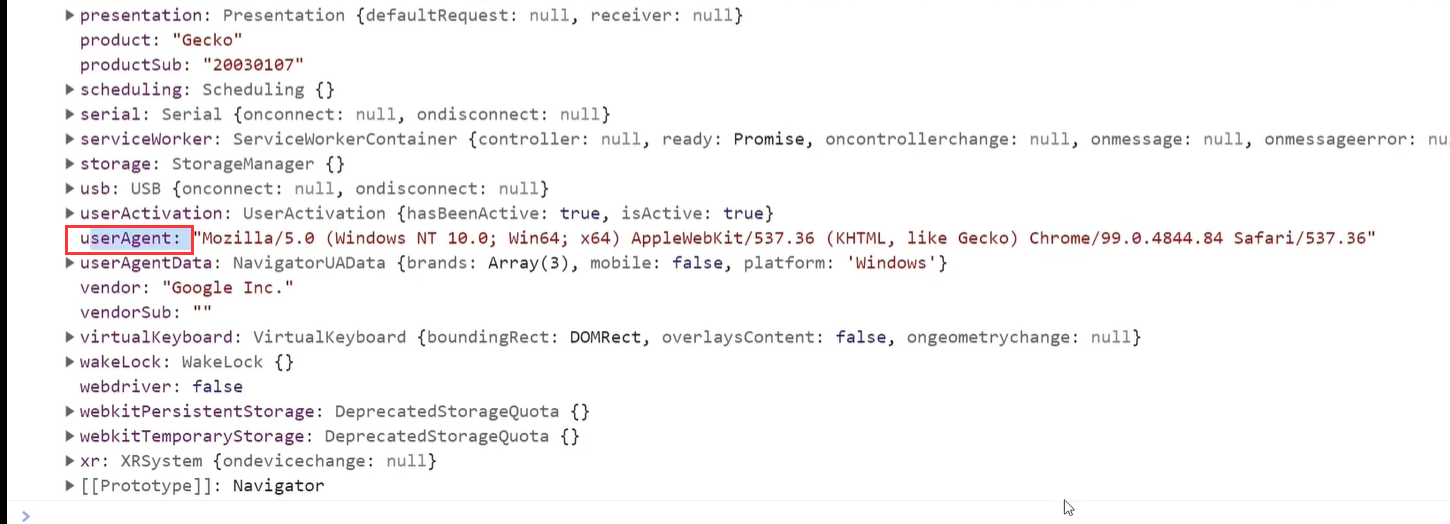 presentation: Presentation {defaultRequest: null, receiver: null}
product: "Gecko"
productSub: "20030107"
scheduling: Scheduling {}
serial: Serial {onconnect: null, ondisconnect: null}
serviceWorker: ServiceWorkerContainer {controller: null, ready: Promise, oncontrollerchange: null, onmessage: null, onmessageerror: nu
storage: StorageManager {}
usb: USB {onconnect: null, ondisconnect: null}
userActivation: UserActivation {hasBeenActive: true, isActive: true}
userAgent: "Mozilla/5.0 (Windows NT 10.0; Win64; x64) AppleWebKit/537.36 (KHTML, like Gecko) Chrome/99.0.4844.84 Safari/537.36"
userAgentData: NavigatorUAData {brands: Array(3), mobile: false, platform: 'Windows'}
vendor: "Google Inc."
vendorSub: ""
virtualKeyboard: VirtualKeyboard {boundingRect: DOMRect, overlaysContent: false, ongeometrychange: null}
wakeLock: WakeLock {}
webdriver: false
webkitPersistentStorage: DeprecatedStorageQuota {}
webkitTemporaryStorage: DeprecatedStorageQuota {}
xr: XRSystem {ondevicechange: null}
[[Prototype]]: Navigator